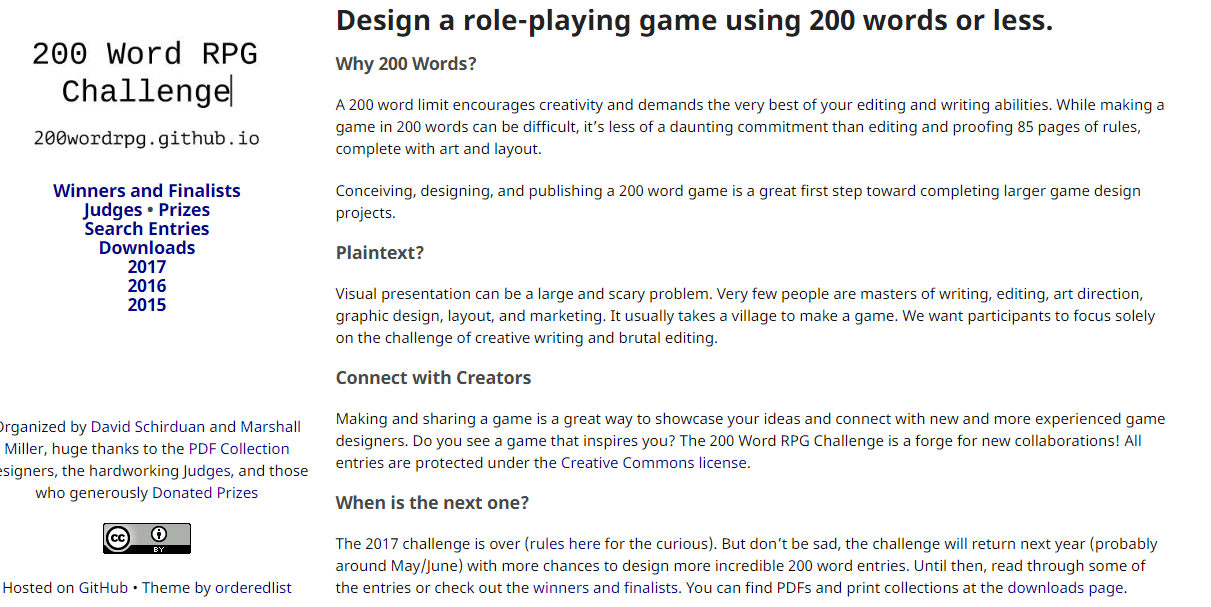 200 Word RPG
Challenge
200wordrpg.github.io
Winners and Finalists
Judges • Prizes
Search Entries
Downloads
2017
2016
2015
Organized by David Schirduan and Marshall
Miller, huge thanks to the PDF Collection
esigners, the hardworking Judges, and those
who generously Donated Prizes
CC BY
Hosted on GitHub • Theme by orderedlist
Design a role-playing game using 200 words or less.
Why 200 Words?
A 200 word limit encourages creativity and demands the very best of your editing and writing abilities. While making a
game in 200 words can be difficult, it’s less of a daunting commitment than editing and proofing 85 pages of rules,
complete with art and layout.
Conceiving, designing, and publishing a 200 word game is a great first step toward completing larger game design
projects.
Plaintext?
Visual presentation can be a large and scary problem. Very few people are masters of writing, editing, art direction,
graphic design, layout, and marketing. It usually takes a village to make a game. We want participants to focus solely
on the challenge of creative writing and brutal editing.
Connect with Creators
Making and sharing a game is a great way to showcase your ideas and connect with new and more experienced game
designers. Do you see a game that inspires you? The 200 Word RPG Challenge is a forge for new collaborations! All
entries are protected under the Creative Commons license.
When is the next one?
The 2017 challenge is over (rules here for the curious). But don’t be sad, the challenge will return next year (probably
around May/June) with more chances to design more incredible 200 word entries. Until then, read through some of
the entries or check out the winners and finalists. You can find PDFs and print collections at the downloads page.